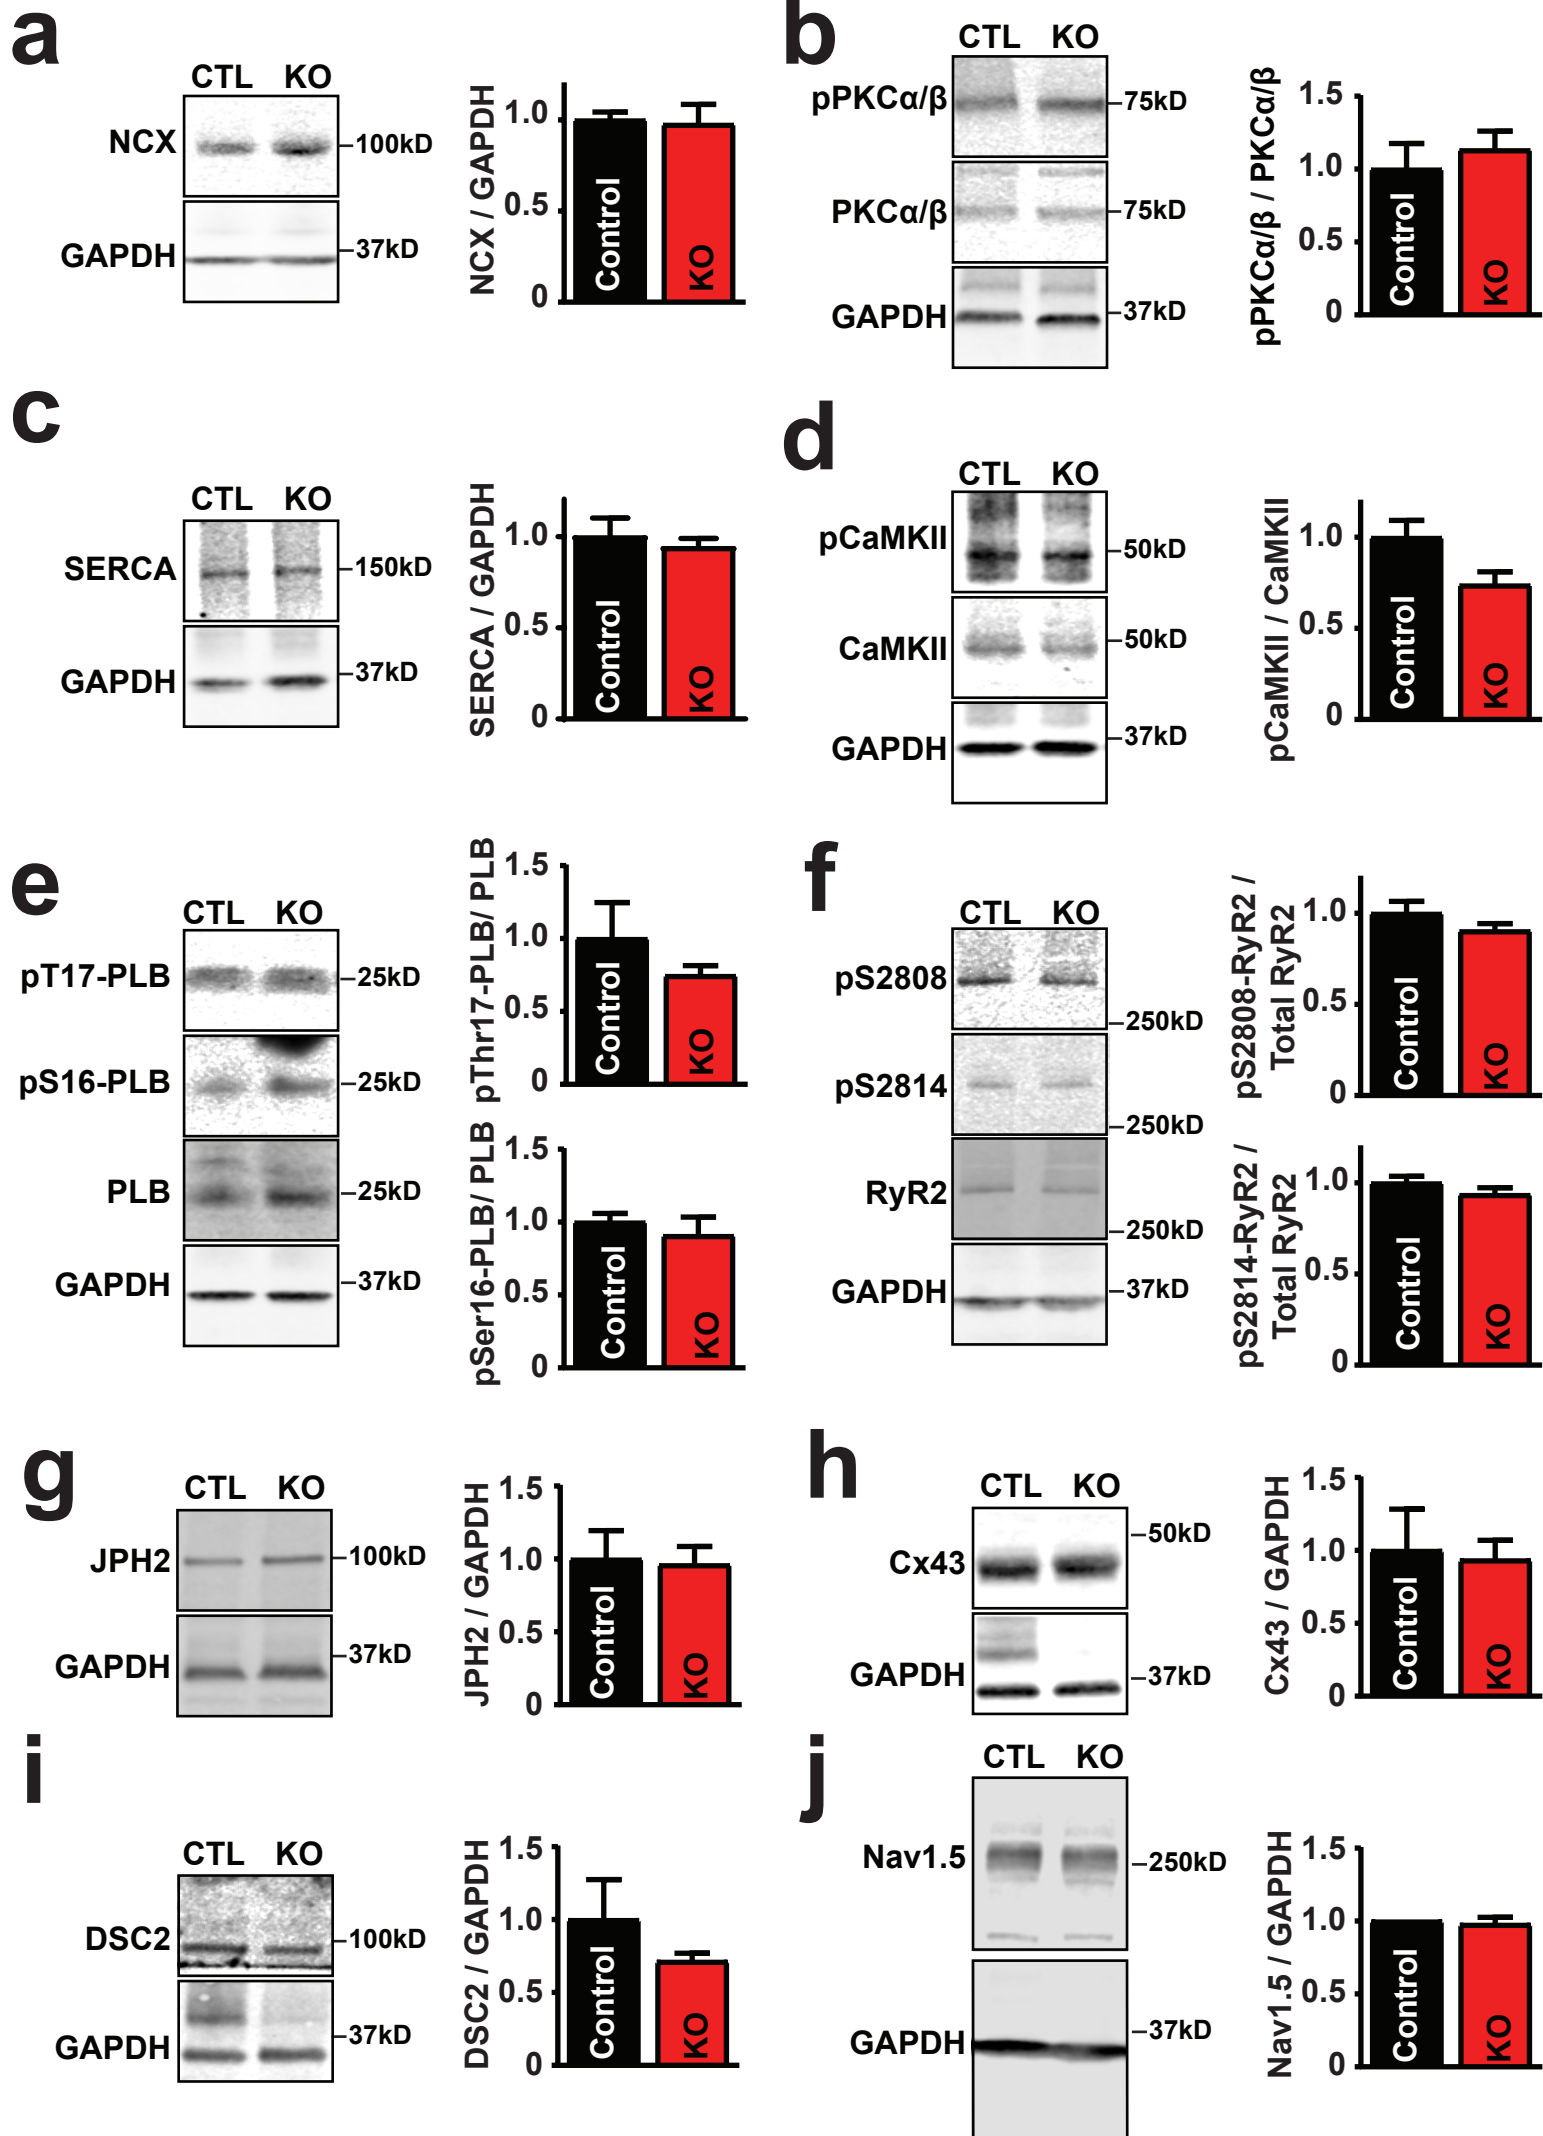 a
CTL KO
NCX
100kD
GAPDH
37kD
NCX / GAPDH
1.0
0.5
0
Control
KO
b
CTL KO
pPKCα/β
75kD
PKCα/β
75kD
GAPDH
37kD
pPKCα/β / PKCα/β
1.5
1.0
0.5
0
Control
KO
c
CTL KO
SERCA
150kD
GAPDH
37kD
SERCA / GAPDH
1.0
0.5
0
Control
KO
d
CTL KO
pCaMKII
50kD
CaMKII
50kD
GAPDH
37kD
pCaMKII / CaMKII
1.0
0.5
0
Control
KO
e
CTL KO
pT17-PLB
25kD
pS16-PLB
25kD
PLB
25kD
GAPDH
37kD
pThr17-PLB/ PLB
1.5
1.0
0.5
0
Control
KO
pSer16-PLB/ PLB
1.5
1.0
0.5
0
Control
KO
f
CTL KO
pS2808
250kD
pS2814
250kD
RyR2
250kD
GAPDH
37kD
pS2808-RyR2 /
Total RyR2
1.0
0.5
0
Control
KO
pS2814-RyR2 /
Total RyR2
1.0
0.5
0
Control
KO
g
CTL KO
JPH2
100kD
GAPDH
37kD
JPH2 / GAPDH
1.5
1.0
0.5
0
Control
KO
h
CTL KO
50kD
Cx43
GAPDH
37kD
Cx43 / GAPDH
1.5
1.0
0.5
0
Control
KO
i
CTL KO
DSC2
100kD
GAPDH
37kD
DSC2 / GAPDH
1.5
1.0
0.5
0
Control
KO
j
CTL KO
Nav1.5
250kD
GAPDH
37kD
Nav1.5 / GAPDH
1.5
1.0
0.5
0
Control
KO